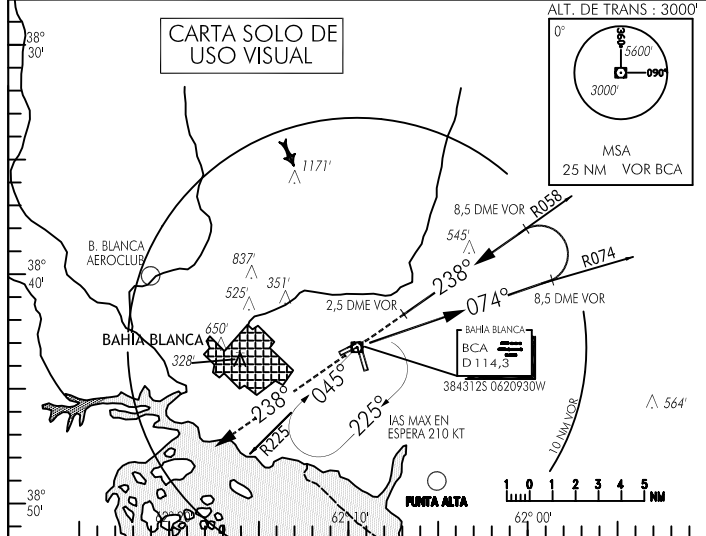 ALT. DE TRANS : 3000'
CARTA SOLO DE
USO VISUAL
38°
30'
0°
360°
5600'
090°
3000'
MSA
25 NM VOR BCA
1171'
8,5 DME VOR
R058
545'
B. BLANCA
AEROCLUB
837'
238°
R074
38°
40'
525'
351'
2,5 DME VOR
074°
8,5 DME VOR
650'
BAHIA BLANCA
328'
BAHIA BLANCA
BCA
D 114,3
384312S 0620930W
238°
045°
225°
R225
IAS MAX EN
ESPERA 210 KT
564'
10 NM VOR
PUNTA ALTA
1 0 1 2 3 4 5
NM
38°
50'
62°10'
62°00'